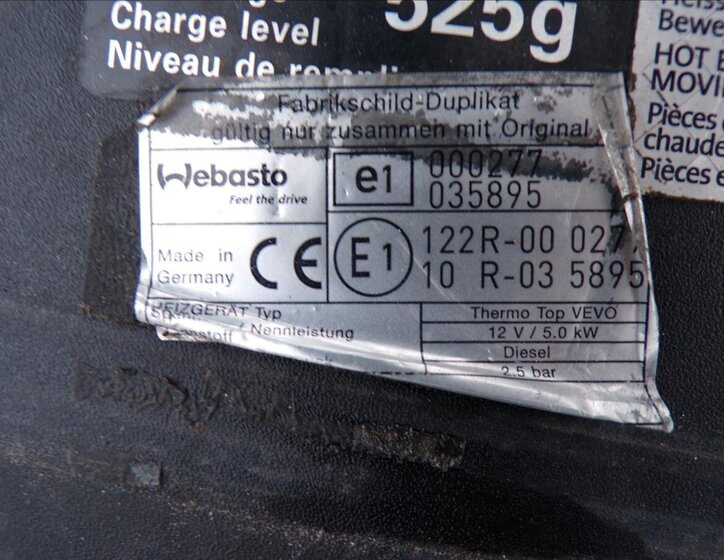 525g
Charge level
Niveau de rempli
Bewe
HOT
MOVI
Pièces
chaude
Pièces e
Fabrikschild-Duplikat
gültig nur zusammen mit Original
Webasto
Feel the drive
e1
000277
035895
Made in
Germany
CE
E1
122R-00 027
10 R-03 5895
HEIZGERÄT Typ
Thermo Top VEVO
Nennleistung
12 V / 5.0 kW
Diesel
2.5 bar